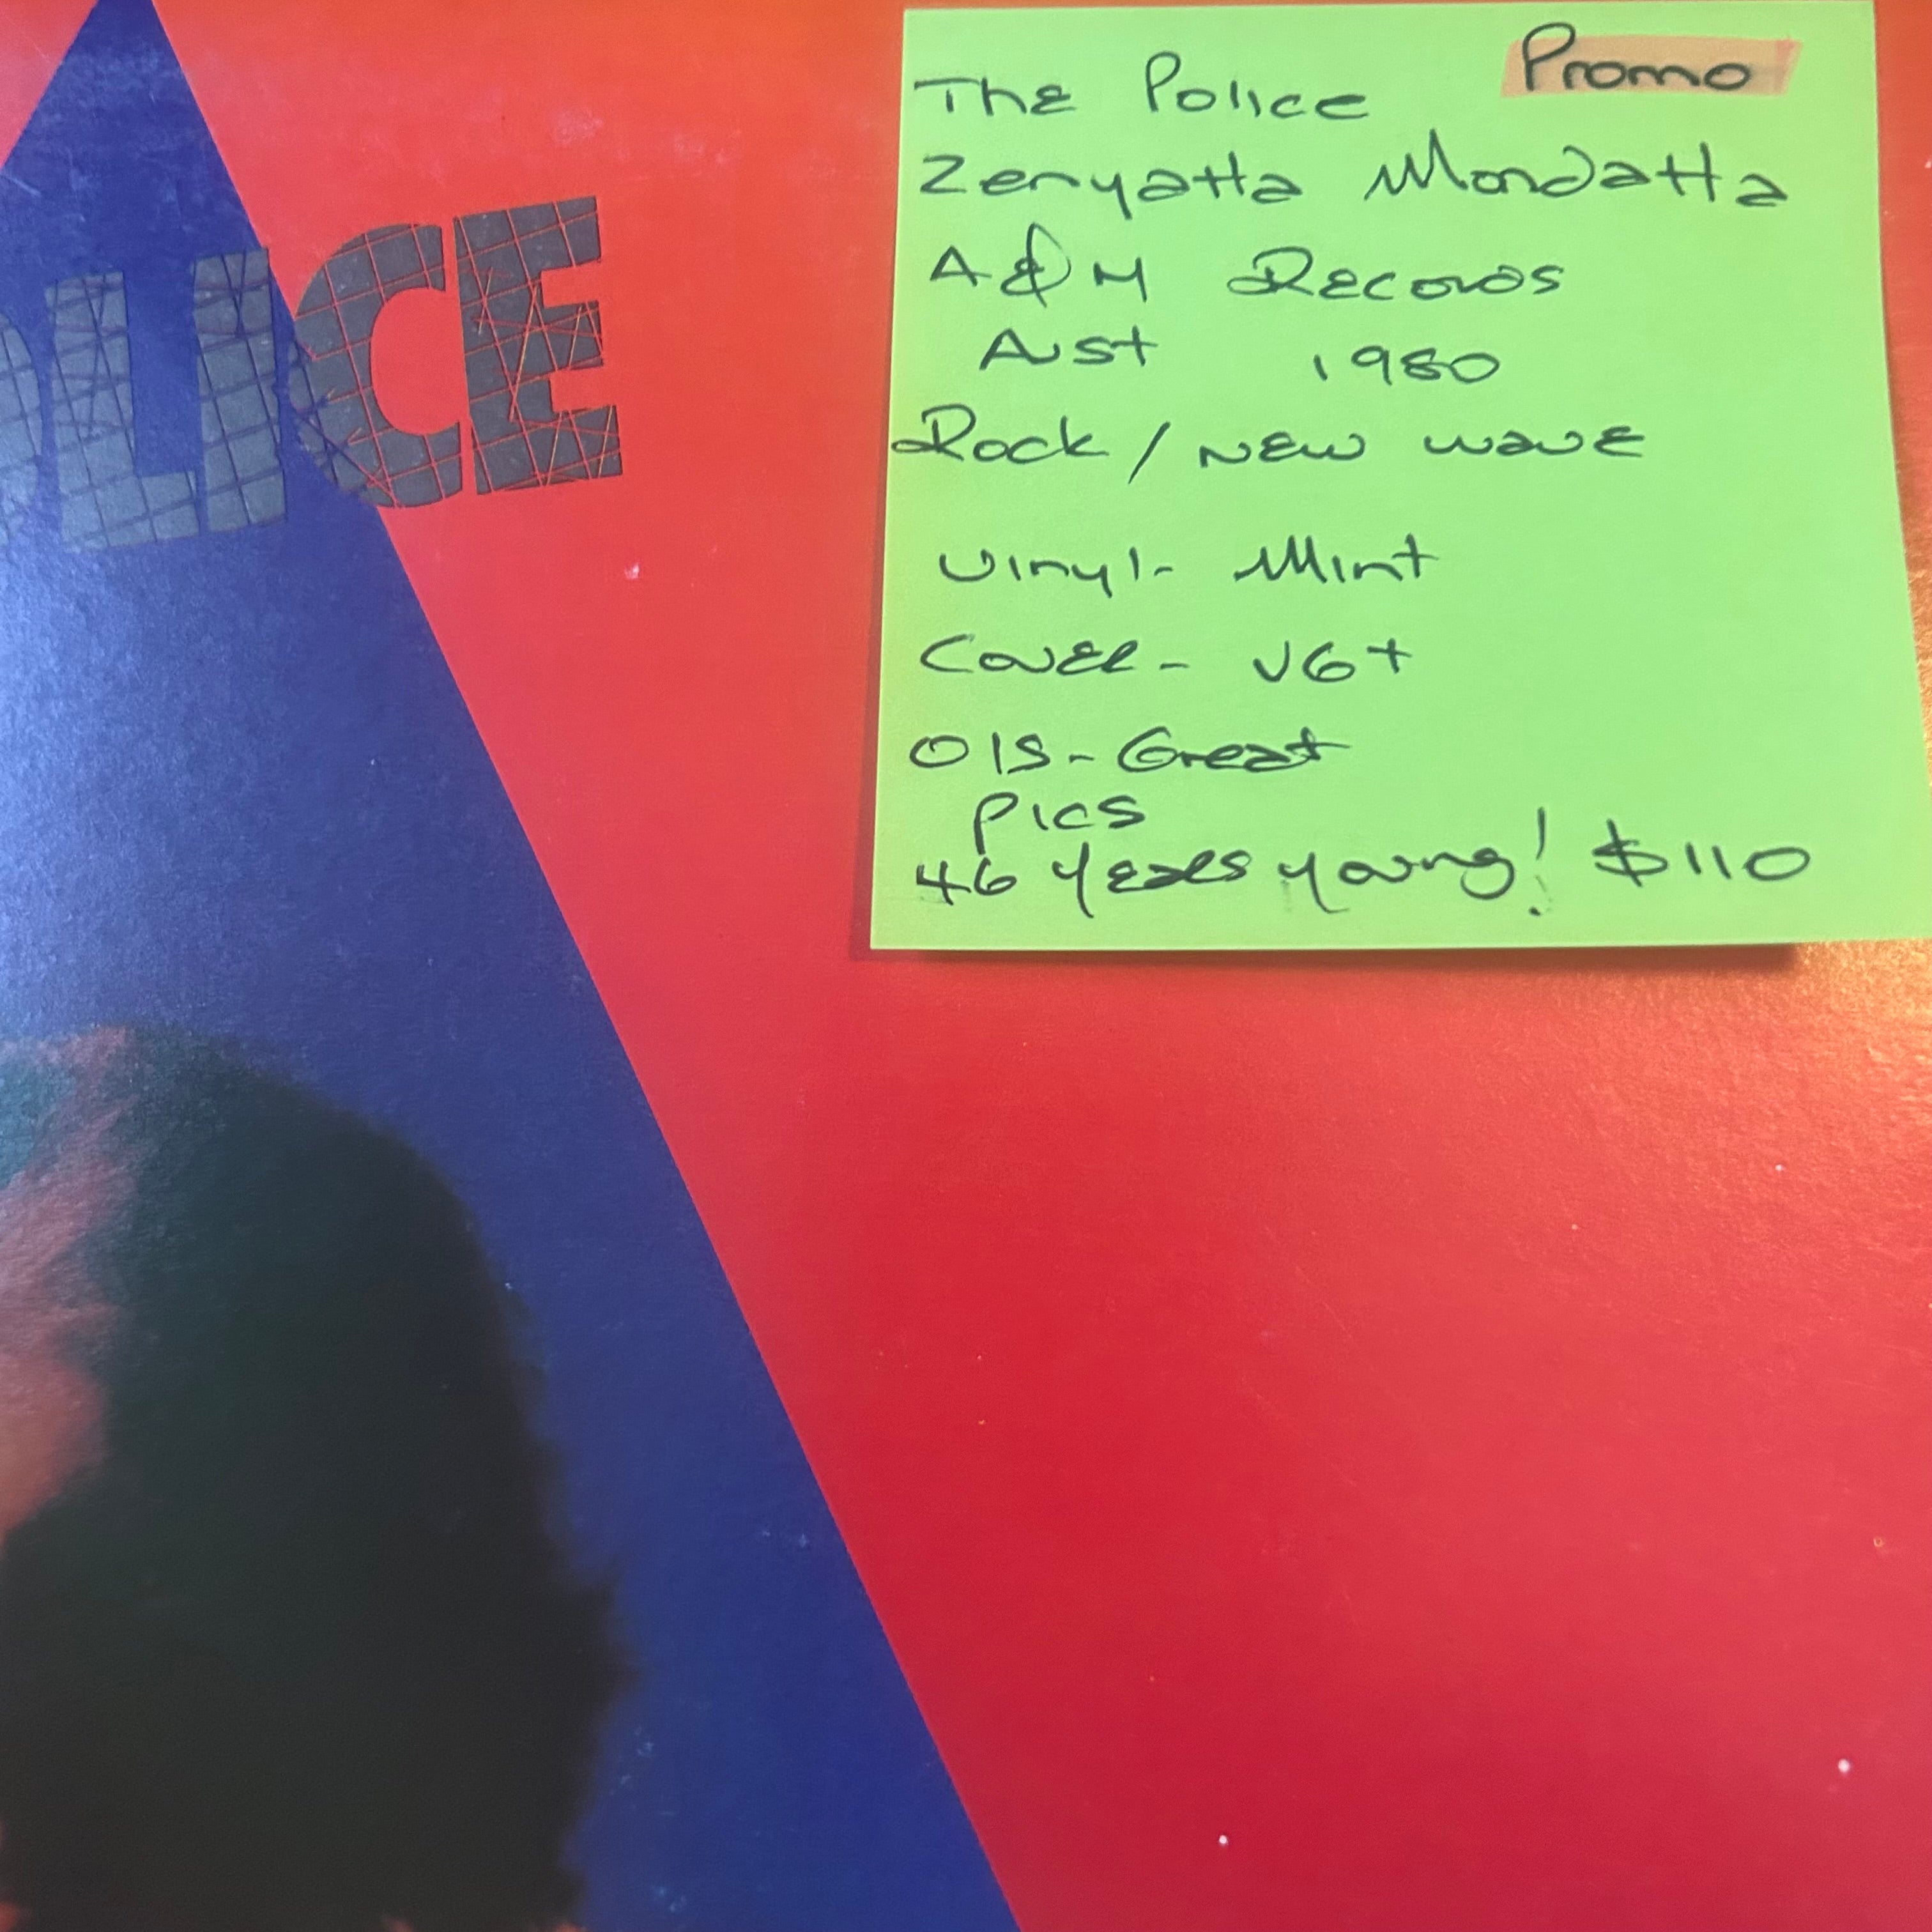 POLICE
The Police Promo
Zenyatta Mondatta
A & M Records
Aust 1980
Rock / New Wave
Vinyl - Mint
Cover - VG+
OIS - Great
Pics
46 Years young! $110